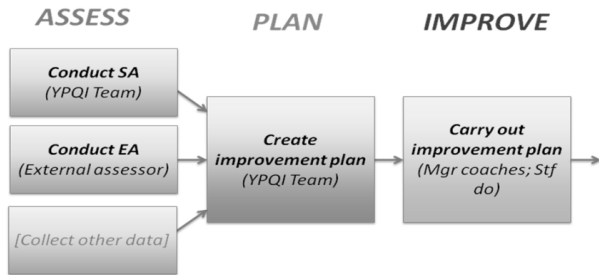 ASSESS
PLAN
IMPROVE
Conduct SA
(YPQI Team)
Conduct EA
(External assessor)
[Collect other data]
Create
improvement plan
(YPQI Team)
Carry out
improvement plan
(Mgr coaches; Stf
do)